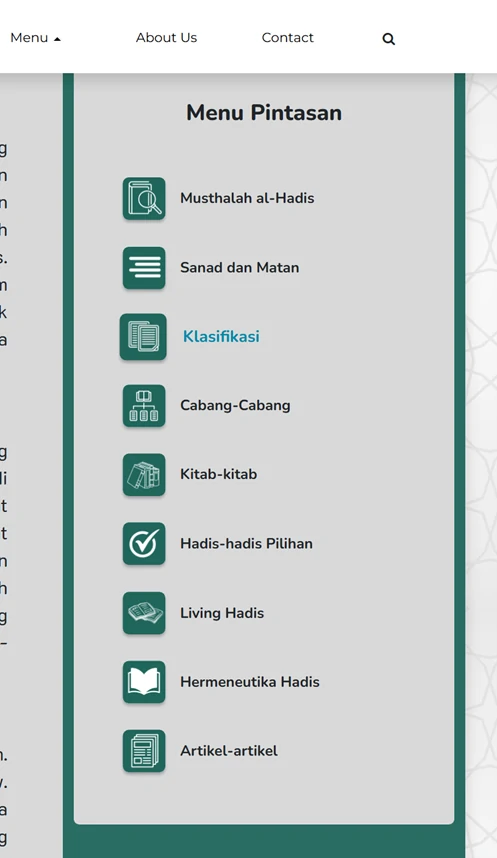 Menu
About Us
Contact
Menu Pintasan
Musthalah al-Hadis
Sanad dan Matan
Klasifikasi
Cabang-Cabang
Kitab-kitab
Hadis-hadis Pilihan
Living Hadis
Hermeneutika Hadis
Artikel-artikel